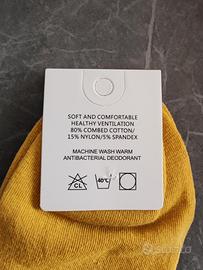 SOFT AND COMFORTABLE
HEALTHY VENTILATION
80% COMBED COTTON/
15% NYLON/5% SPANDEX
MACHINE WASH WARM
ANTIBACTERIAL DEODORANT
CL
40℃
subito